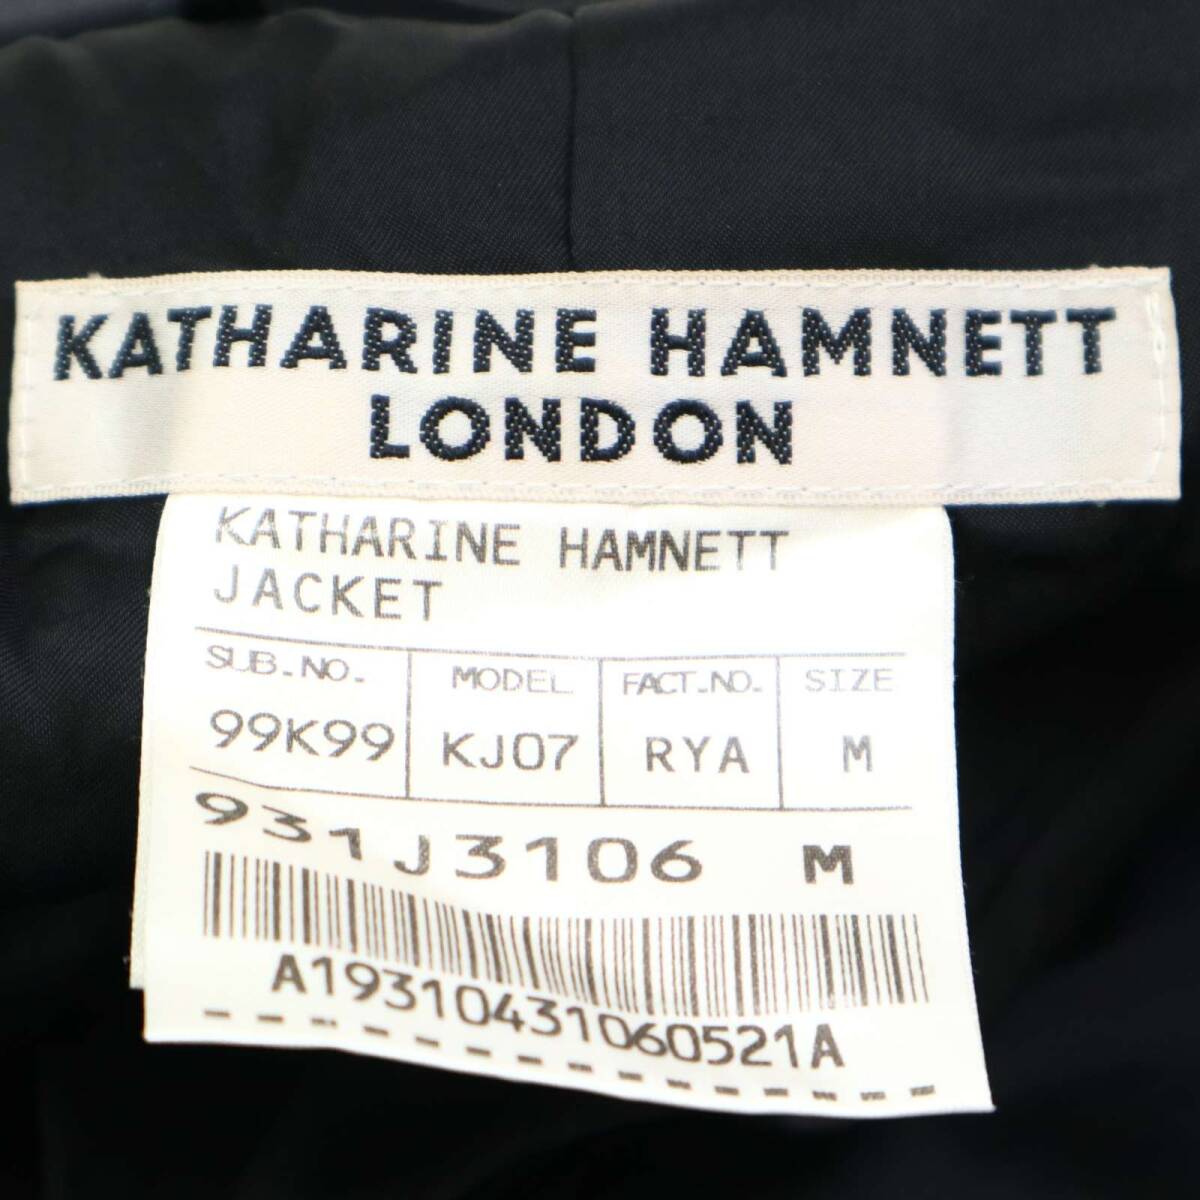 KATHARINE HAMNETT
LONDON
KATHARINE HAMNETT
JACKET
SUB.NO. MODEL FACT.NO. SIZE
99K99 KJ07 RYA M
931J3106 M
A19310431060521A